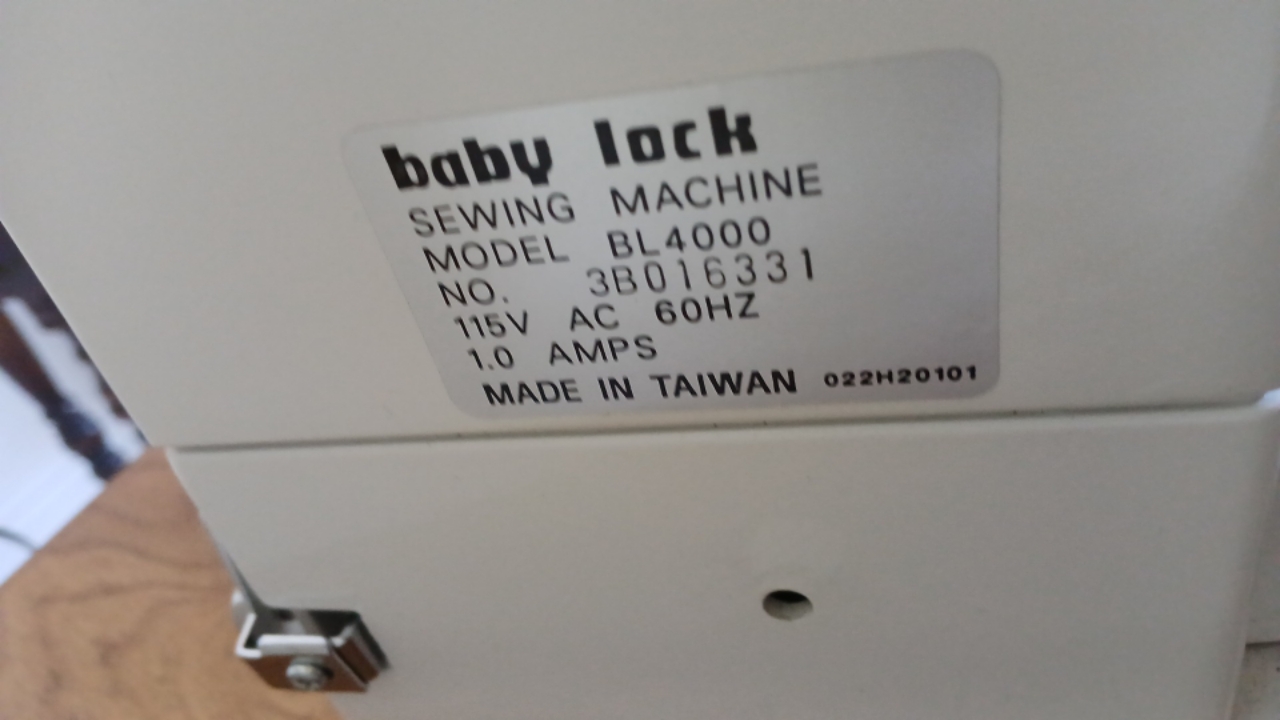 baby lock
SEWING MACHINE
MODEL BL4000
NO. 3B016331
115V AC 60HZ
1.0 AMPS
MADE IN TAIWAN 022H20101